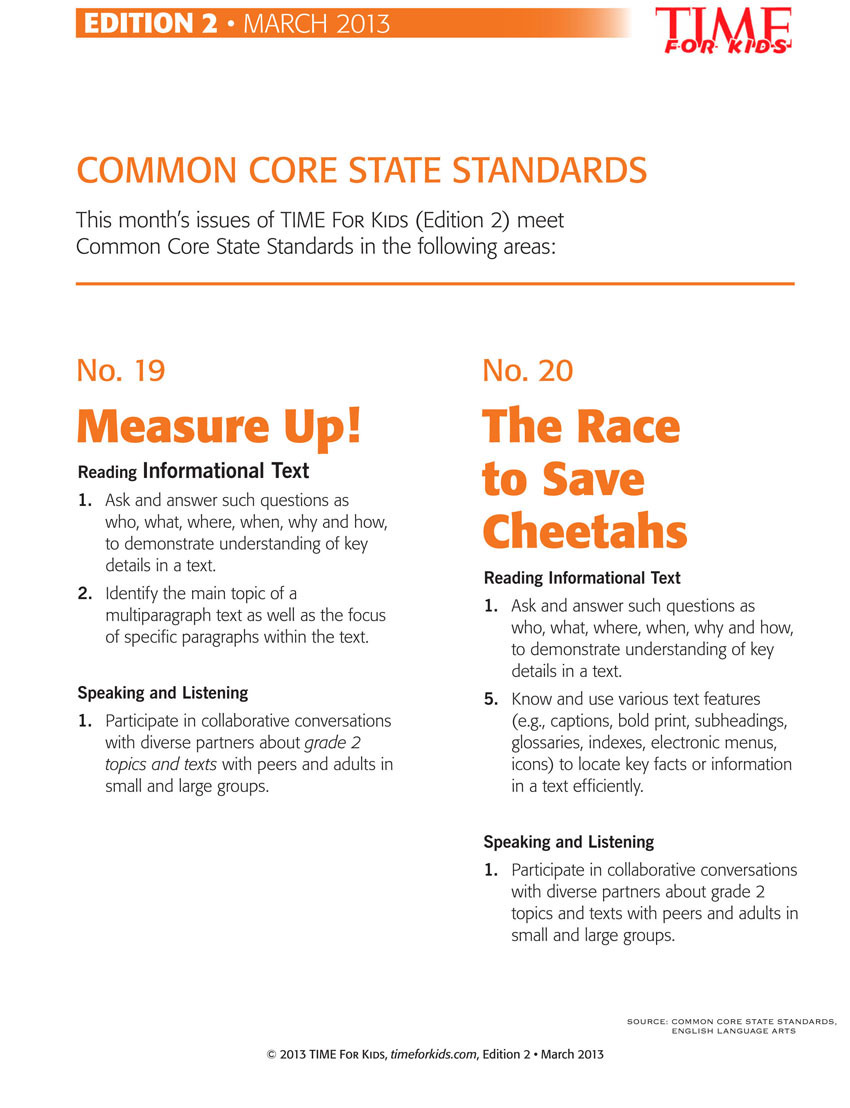 EDITION 2 • MARCH 2013
TIME
FOR KIDS
COMMON CORE STATE STANDARDS
This month's issues of TIME FOR KIDS (Edition 2) meet
Common Core State Standards in the following areas:
No. 19
Measure Up!
Reading Informational Text
1. Ask and answer such questions as
who, what, where, when, why and how,
to demonstrate understanding of key
details in a text.
2. Identify the main topic of a
multiparagraph text as well as the focus
of specific paragraphs within the text.
Speaking and Listening
1. Participate in collaborative conversations
with diverse partners about grade 2
topics and texts with peers and adults in
small and large groups.
No. 20
The Race
to Save
Cheetahs
Reading Informational Text
1. Ask and answer such questions as
who, what, where, when, why and how,
to demonstrate understanding of key
details in a text.
5. Know and use various text features
(e.g., captions, bold print, subheadings,
glossaries, indexes, electronic menus,
icons) to locate key facts or information
in a text efficiently.
Speaking and Listening
1. Participate in collaborative conversations
with diverse partners about grade 2
topics and texts with peers and adults in
small and large groups.
SOURCE: COMMON CORE STATE STANDARDS,
ENGLISH LANGUAGE ARTS
© 2013 TIME FOR KIDS, timeforkids.com, Edition 2 • March 2013